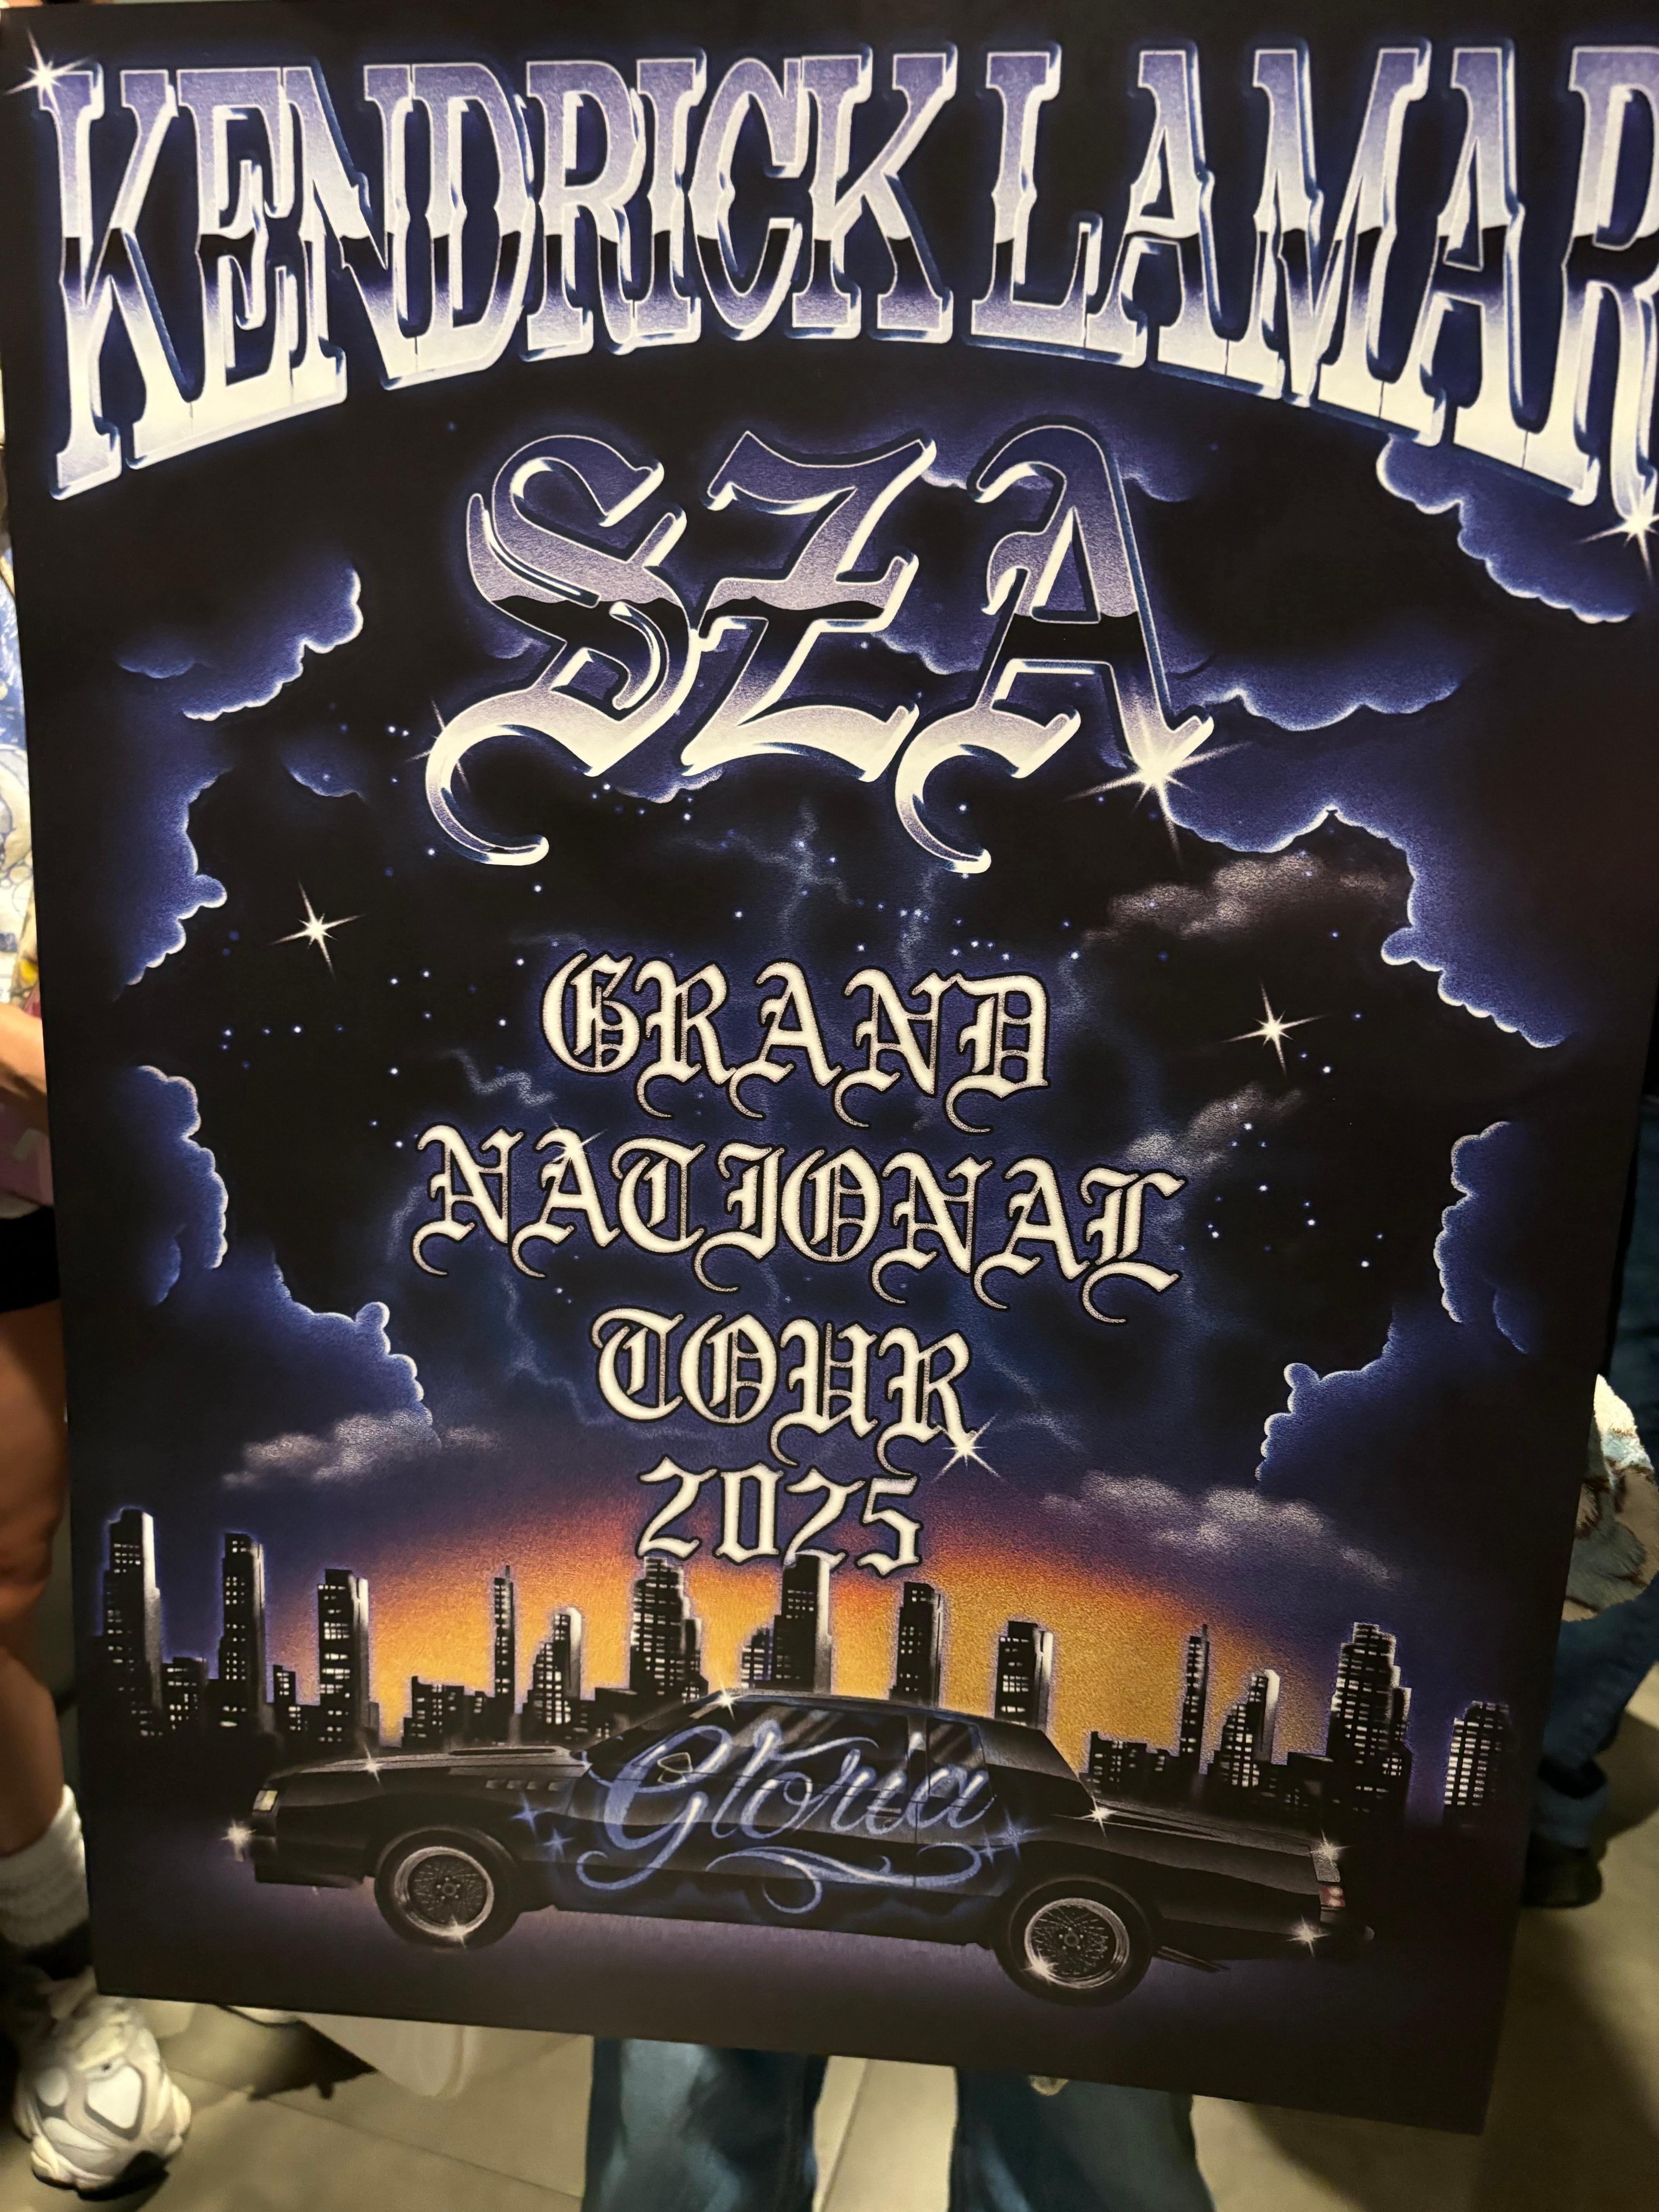 KENDRICK LAMAR
SZA
GRAND
NATIONAL
TOUR
2025
Gloria